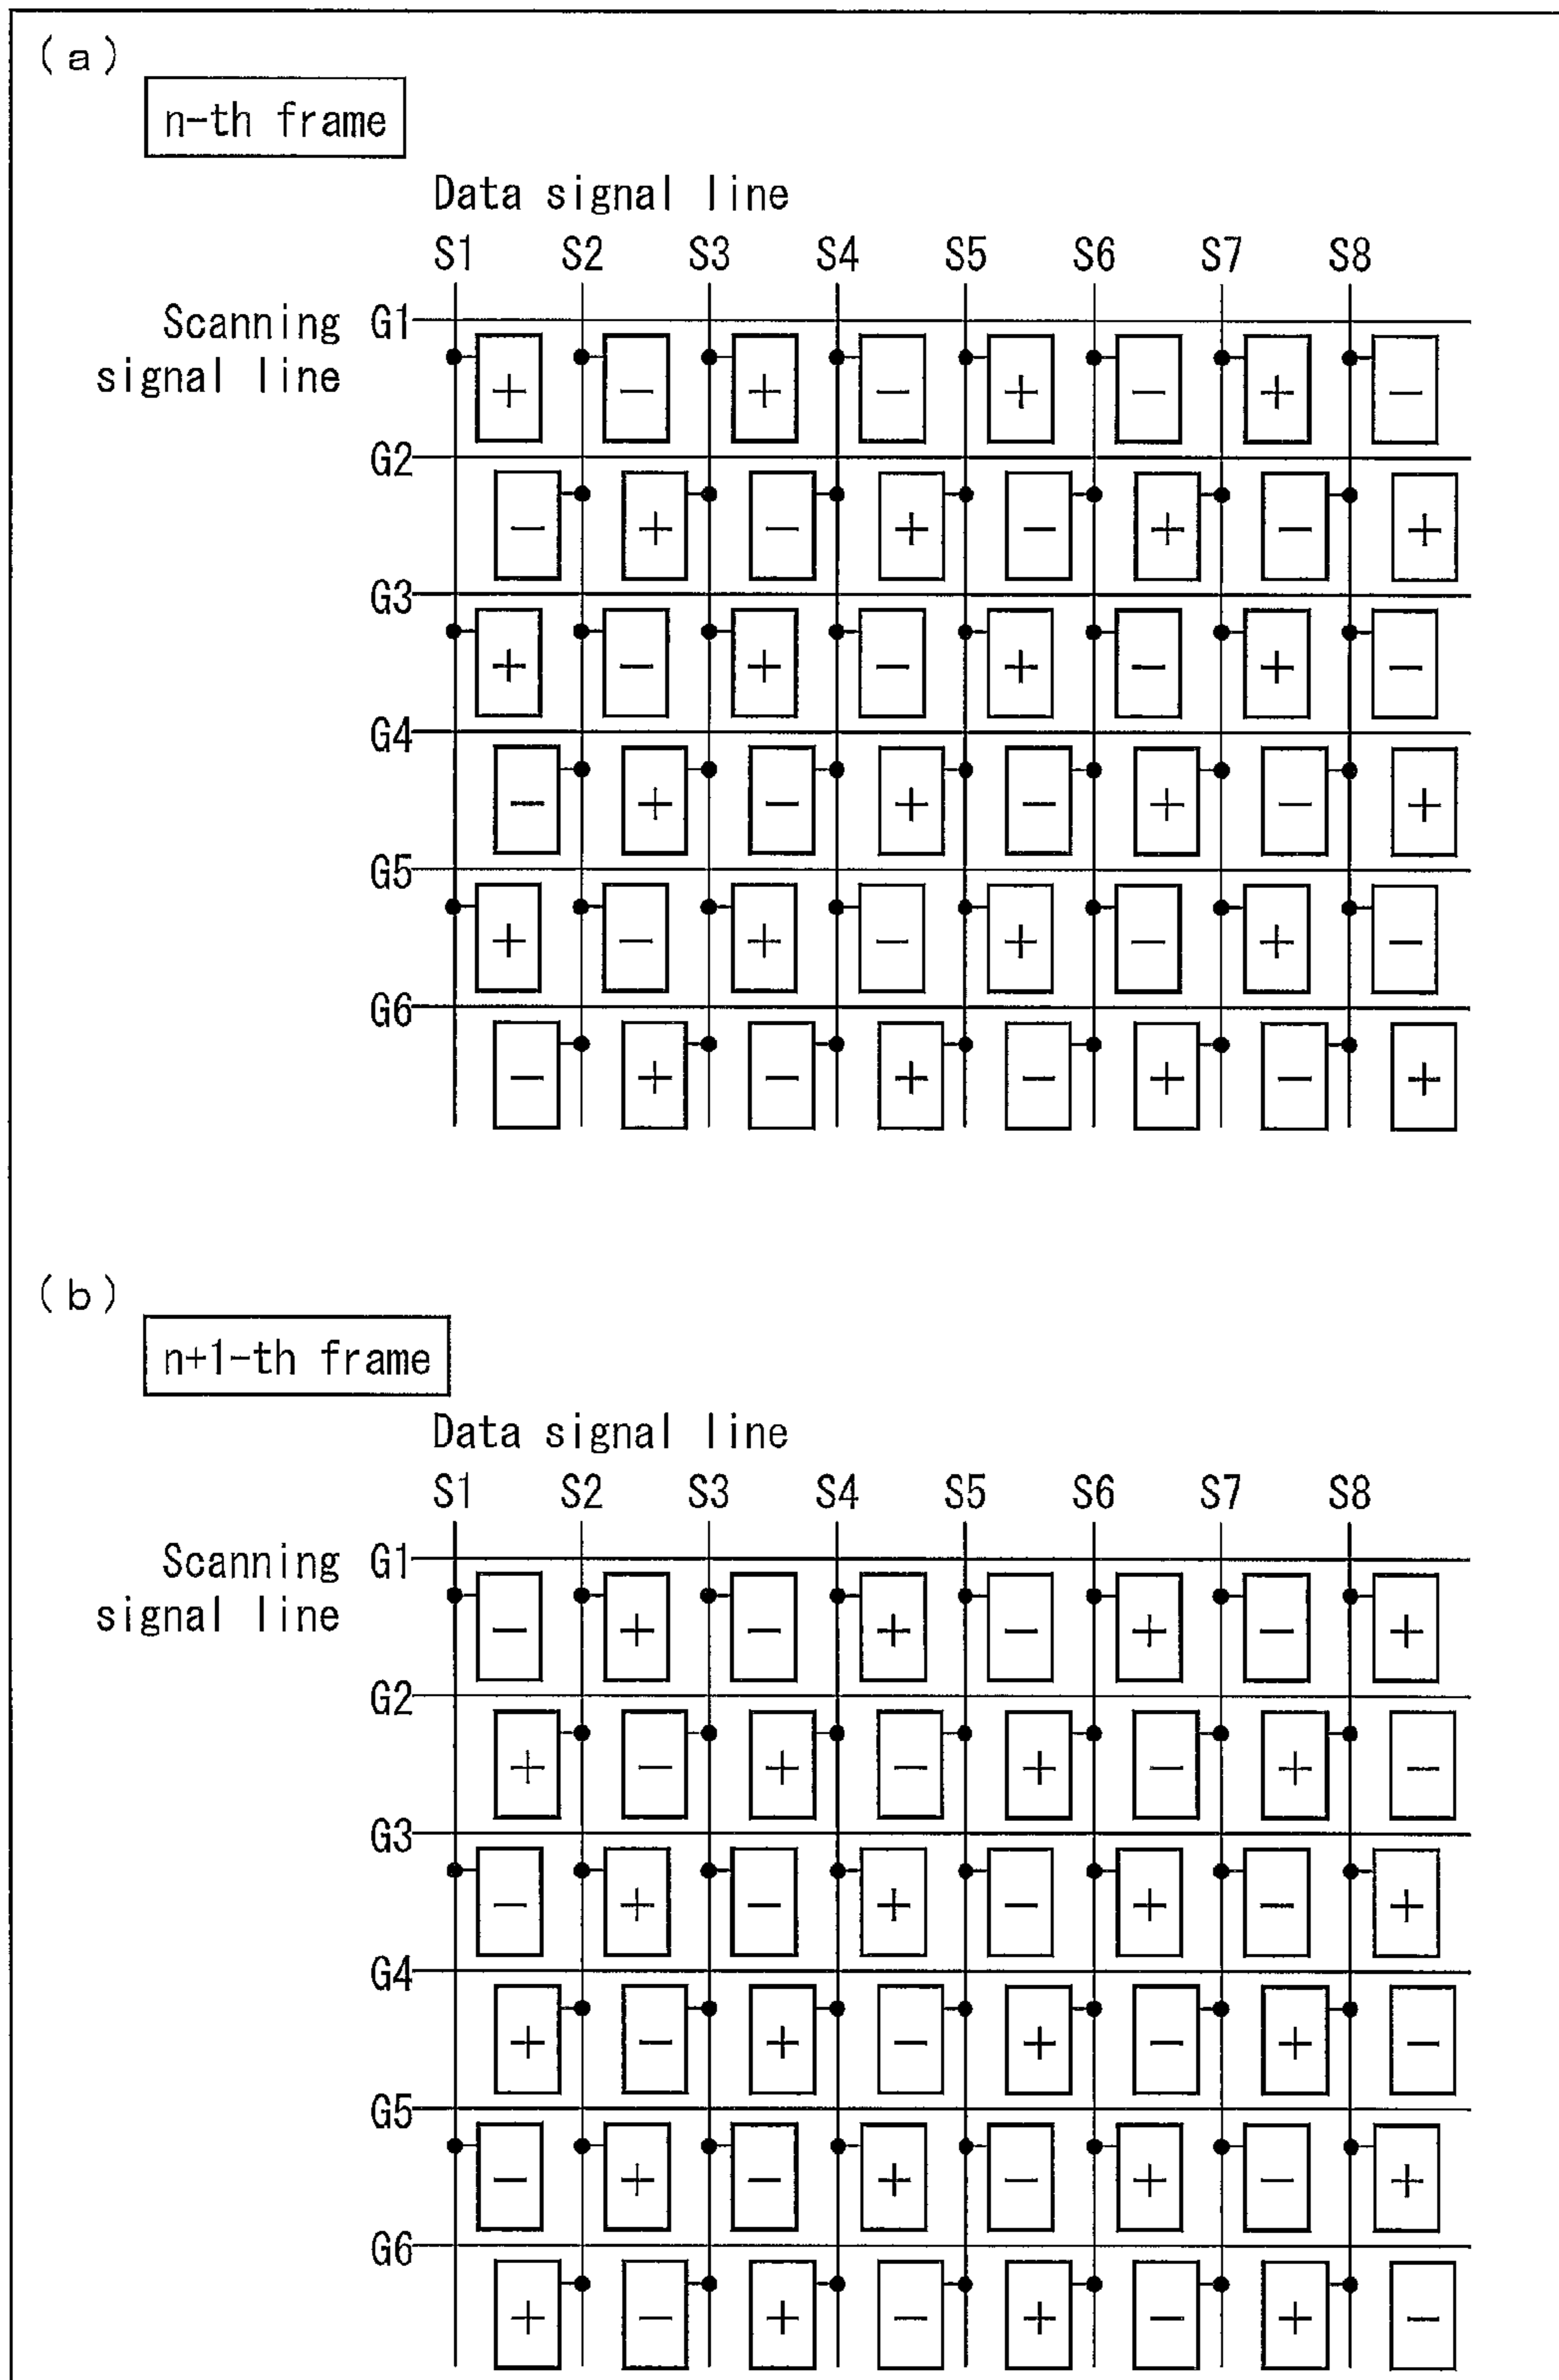 (a)
n-th frame
Data signal line
S1 S2 S3 S4 S5 S6 S7 S8
Scanning signal line
G1
+ − + − + − + −
G2
− + − + − + − +
G3
+ − + − + − + −
G4
− + − + − + − +
G5
+ − + − + − + −
G6
− + − + − + − +
(b)
n+1-th frame
Data signal line
S1 S2 S3 S4 S5 S6 S7 S8
Scanning signal line
G1
− + − + − + − +
G2
+ − + − + − + −
G3
− + − + − + − +
G4
+ − + − + − + −
G5
− + − + − + − +
G6
+ − + − + − + −